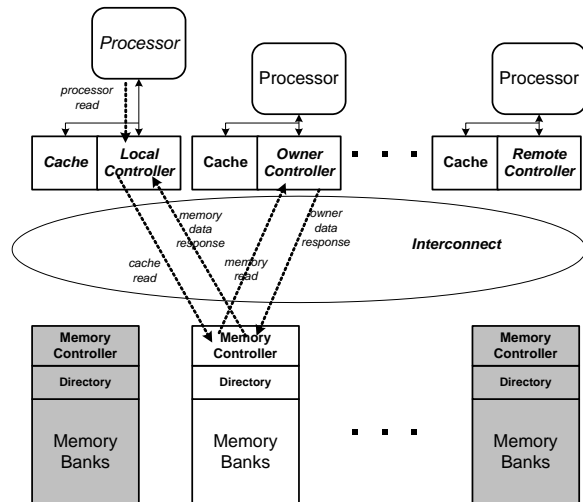 Processor
Processor
Processor
processor
read
Cache
Local
Controller
Cache
Owner
Controller
Cache
Remote
Controller
memory
data
response
owner
data
response
Interconnect
cache
read
memory
read
Memory
Controller
Directory
Memory
Banks
Memory
Controller
Directory
Memory
Banks
Memory
Controller
Directory
Memory
Banks